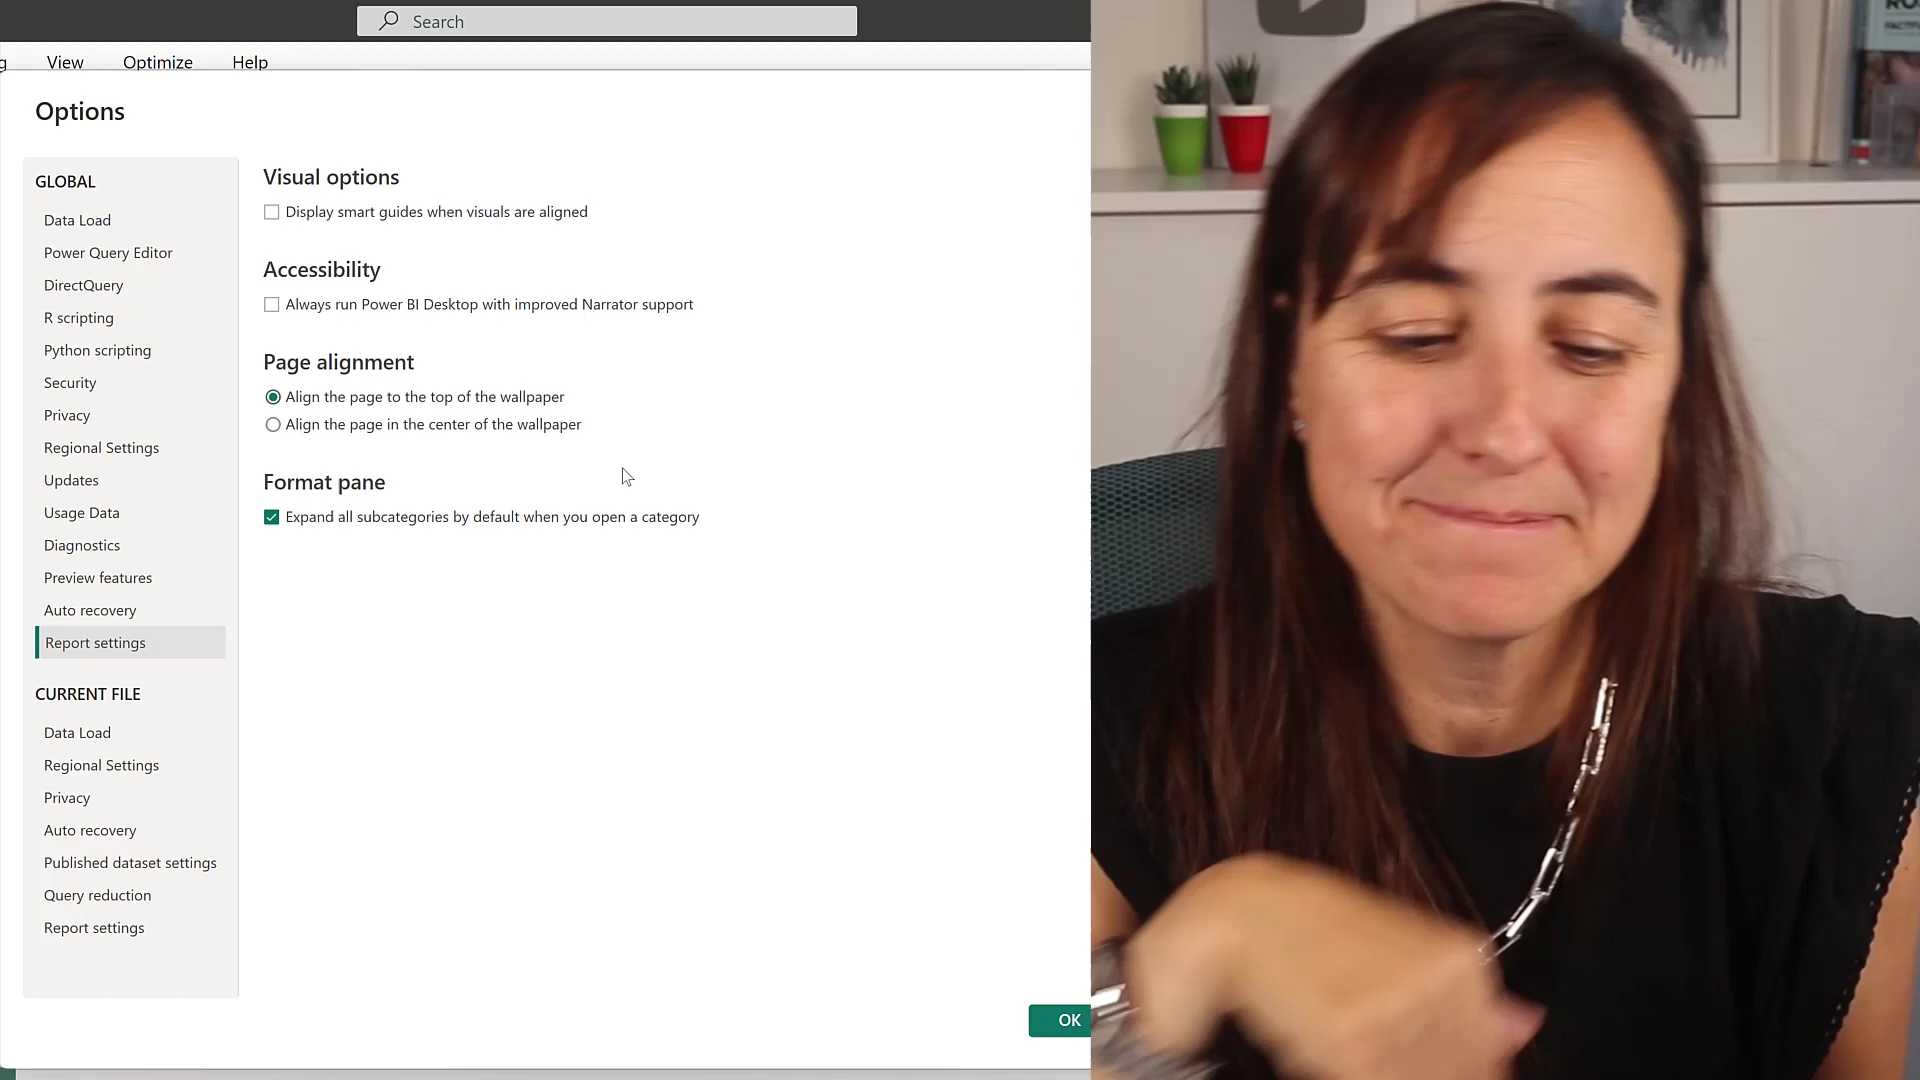 Search
View Optimize Help
Options
GLOBAL
Data Load
Power Query Editor
DirectQuery
R scripting
Python scripting
Security
Privacy
Regional Settings
Updates
Usage Data
Diagnostics
Preview features
Auto recovery
Report settings
CURRENT FILE
Data Load
Regional Settings
Privacy
Auto recovery
Published dataset settings
Query reduction
Report settings
Visual options
Display smart guides when visuals are aligned
Accessibility
Always run Power BI Desktop with improved Narrator support
Page alignment
Align the page to the top of the wallpaper
Align the page in the center of the wallpaper
Format pane
Expand all subcategories by default when you open a category
OK